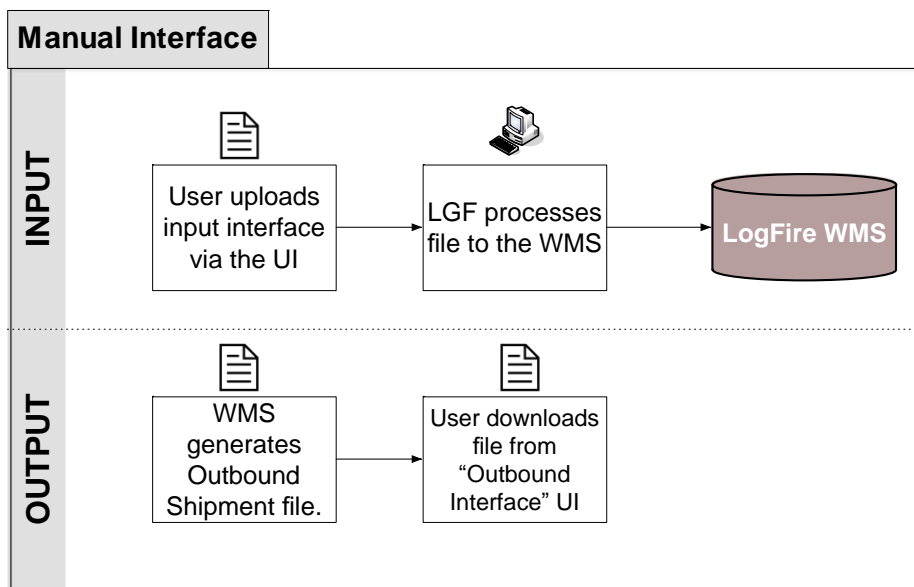 Manual Interface
INPUT
User uploads
input interface
via the UI
LGF processes
file to the WMS
LogFire WMS
OUTPUT
WMS
generates
Outbound
Shipment file.
User downloads
file from
“Outbound
Interface” UI